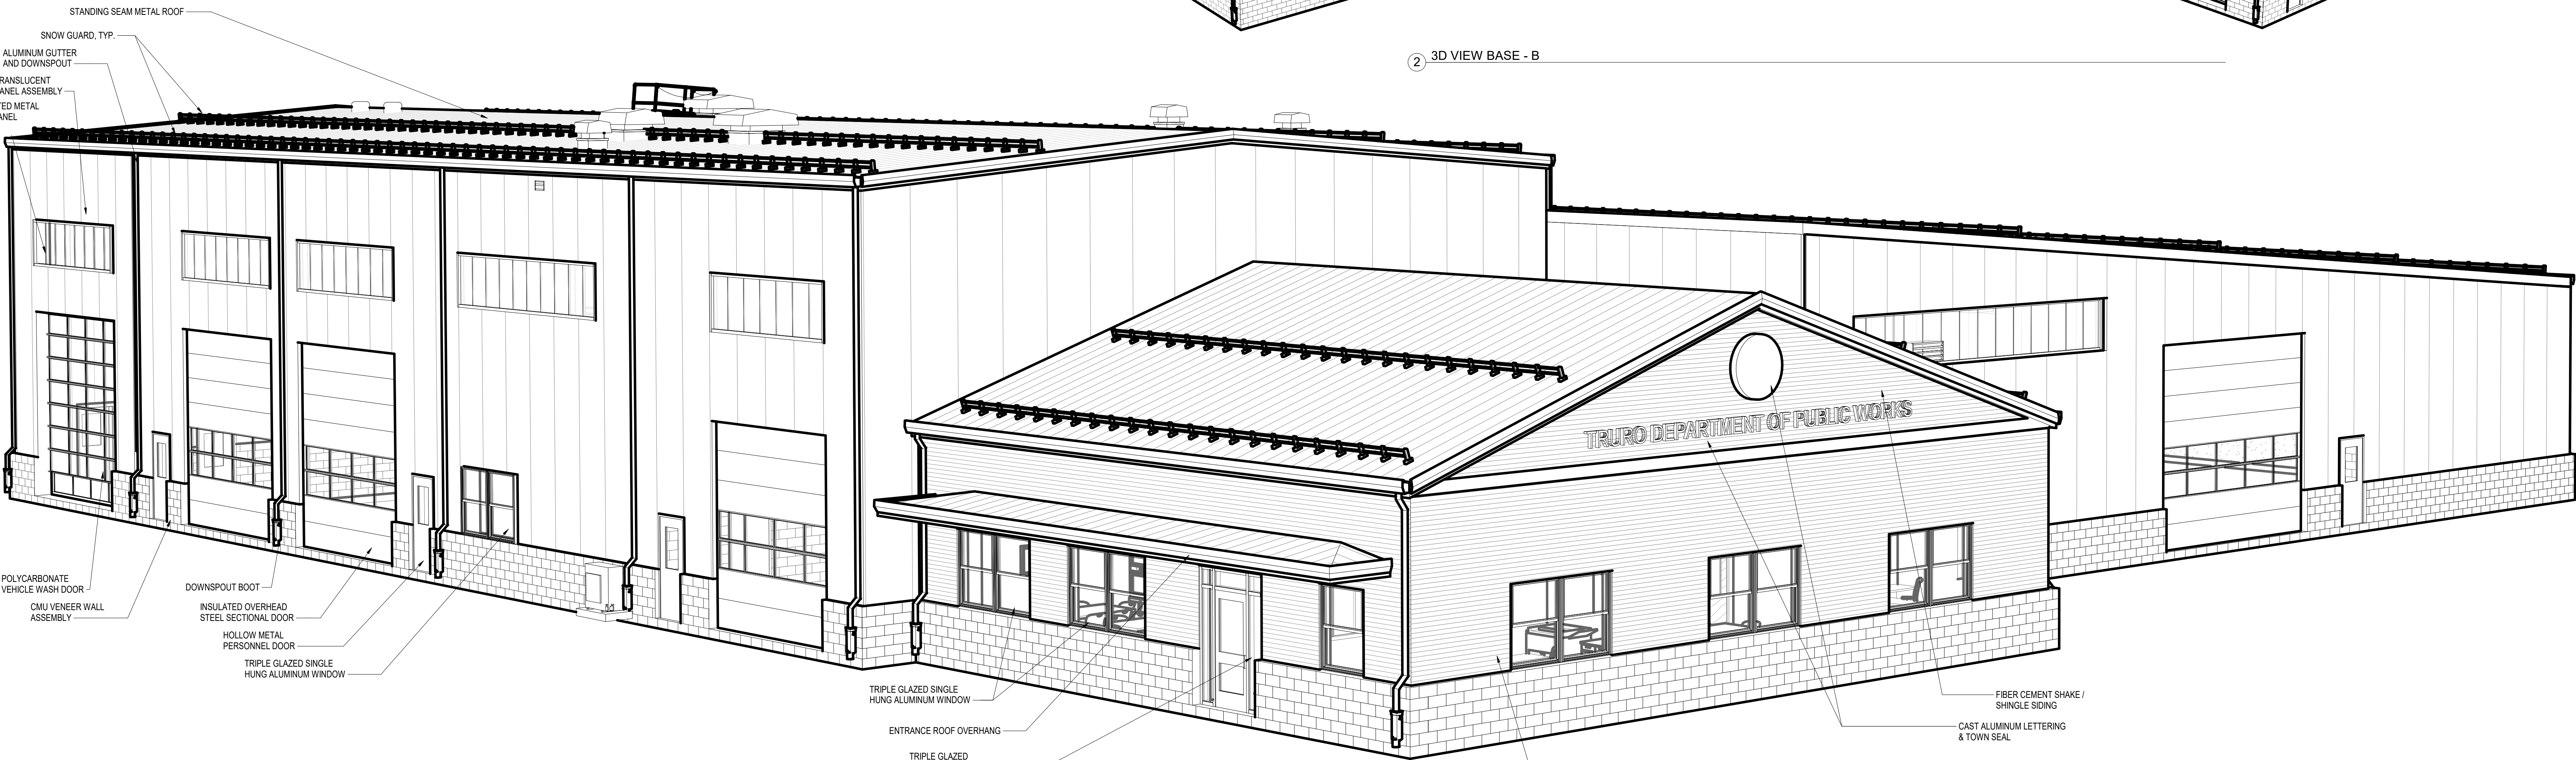 STANDING SEAM METAL ROOF
SNOW GUARD, TYP.
ALUMINUM GUTTER
AND DOWNSPOUT
RANSLUCENT
ANEL ASSEMBLY
TED METAL
ANEL
2
3D VIEW BASE - B
TRURO DEPARTMENT OF PUBLIC WORKS
POLYCARBONATE
VEHICLE WASH DOOR
CMU VENEER WALL
ASSEMBLY
DOWNSPOUT BOOT
INSULATED OVERHEAD
STEEL SECTIONAL DOOR
HOLLOW METAL
PERSONNEL DOOR
TRIPLE GLAZED SINGLE
HUNG ALUMINUM WINDOW
TRIPLE GLAZED SINGLE
HUNG ALUMINUM WINDOW
ENTRANCE ROOF OVERHANG
TRIPLE GLAZED
FIBER CEMENT SHAKE /
SHINGLE SIDING
CAST ALUMINUM LETTERING
& TOWN SEAL